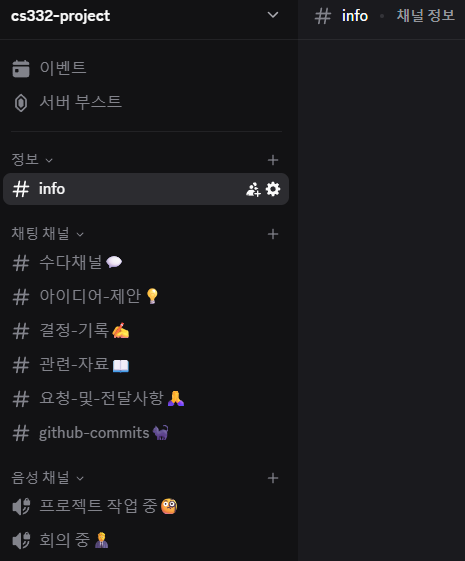 cs332-project
info • 채널 정보
이벤트
서버 부스트
정보
info
채팅 채널
수다채널💬
아이디어-제안💡
결정-기록✍️
관련-자료📖
요청-및-전달사항🙏
github-commits🐈‍⬛
음성 채널
프로젝트 작업 중🧐
회의 중🤦‍♂️